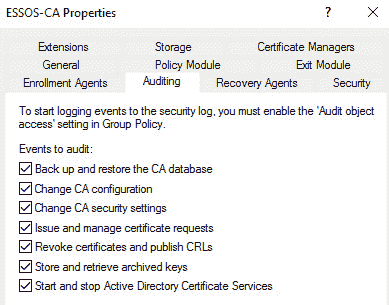 ESSOS-CA Properties ? ×
Extensions Storage Certificate Managers
General Policy Module Exit Module
Enrollment Agents Auditing Recovery Agents Security
To start logging events to the security log, you must enable the 'Audit object
access' setting in Group Policy.
Events to audit:
Back up and restore the CA database
Change CA configuration
Change CA security settings
Issue and manage certificate requests
Revoke certificates and publish CRLs
Store and retrieve archived keys
Start and stop Active Directory Certificate Services